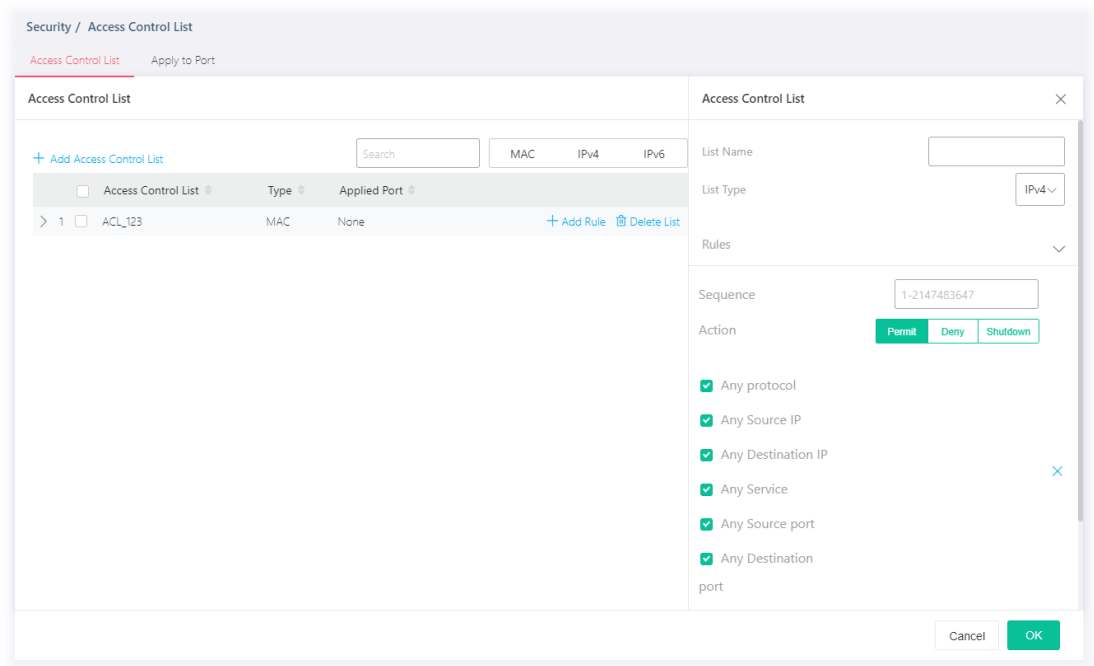 Security / Access Control List
Access Control List Apply to Port
Access Control List
+ Add Access Control List
Search
MAC IPv4 IPv6
Access Control List Type Applied Port
1 ACL_123 MAC None + Add Rule Delete List
Access Control List
List Name
List Type IPv4
Rules
Sequence 1-2147483647
Action Permit Deny Shutdown
Any protocol
Any Source IP
Any Destination IP
Any Service
Any Source port
Any Destination
port
Cancel OK